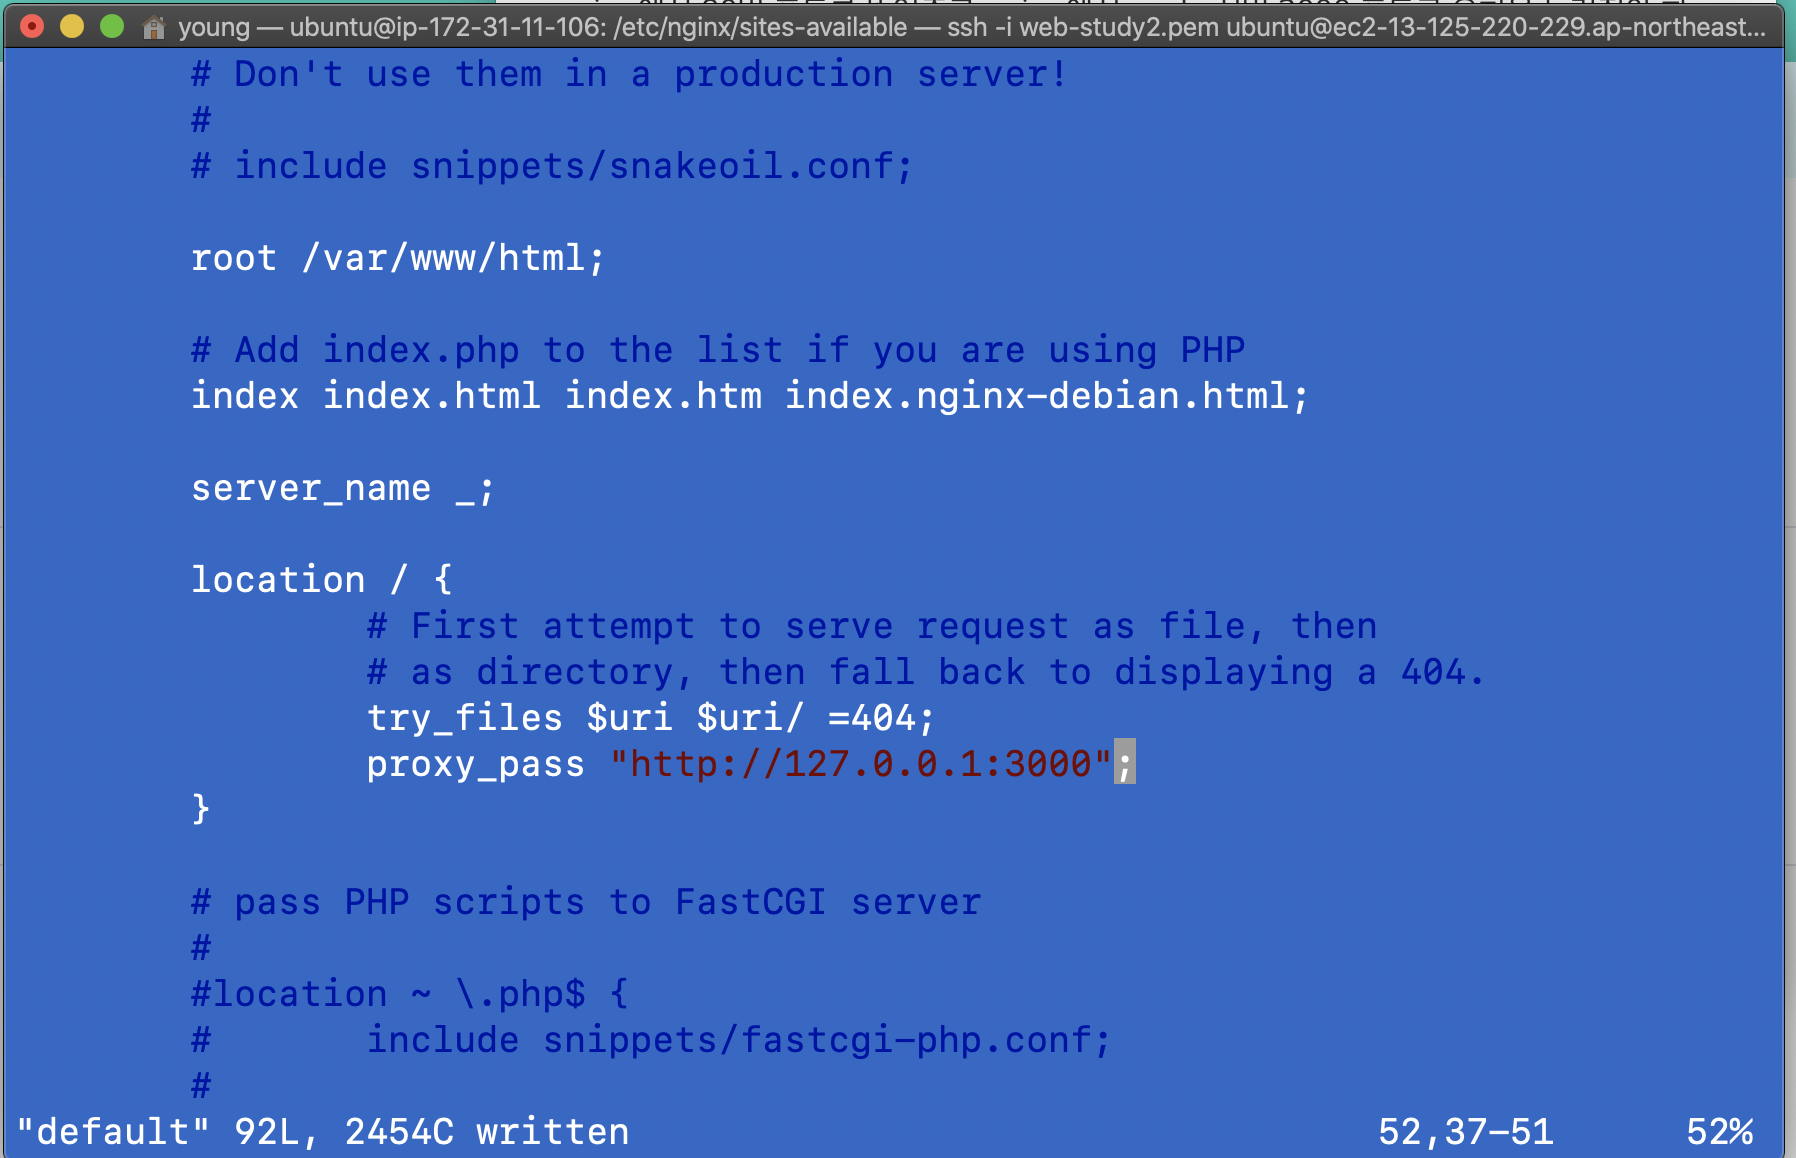 young — ubuntu@ip-172-31-11-106: /etc/nginx/sites-available — ssh -i web-study2.pem ubuntu@ec2-13-125-220-229.ap-northeast...
# Don't use them in a production server!
#
# include snippets/snakeoil.conf;
root /var/www/html;
# Add index.php to the list if you are using PHP
index index.html index.htm index.nginx-debian.html;
server_name _;
location / {
# First attempt to serve request as file, then
# as directory, then fall back to displaying a 404.
try_files $uri $uri/ =404;
proxy_pass "http://127.0.0.1:3000";
}
# pass PHP scripts to FastCGI server
#
#location ~ \.php$ {
# include snippets/fastcgi-php.conf;
#
"default" 92L, 2454C written 52,37-51 52%